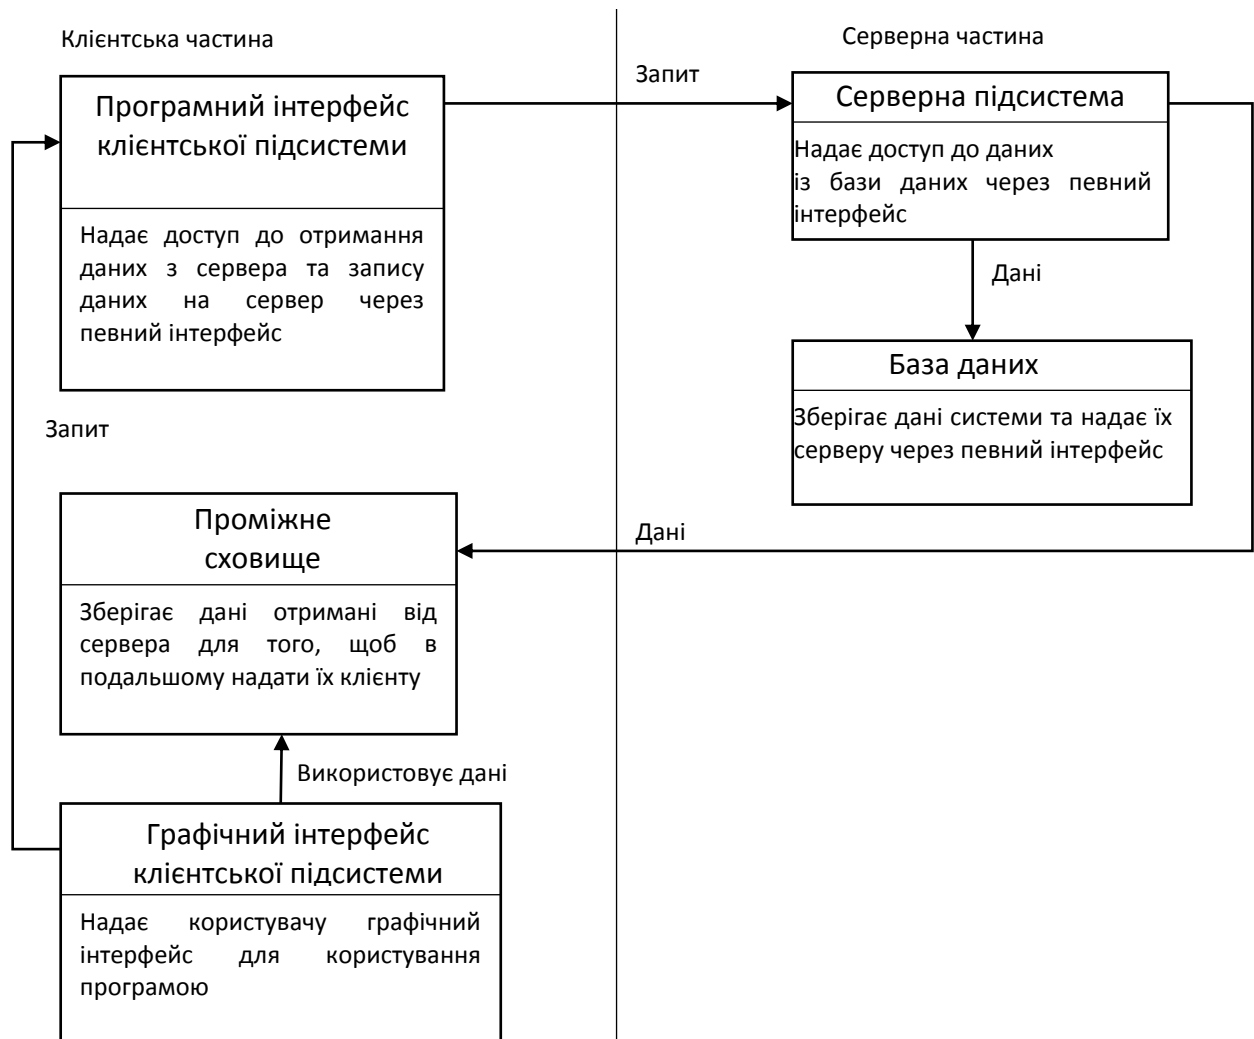 Клієнтська частина
Програмний інтерфейс
клієнтської підсистеми
Надає доступ до отримання
даних з сервера та запису
даних на сервер через
певний інтерфейс
Запит
Проміжне
сховище
Зберігає дані отримані від
сервера для того, щоб в
подальшому надати їх клієнту
Використовує дані
Графічний інтерфейс
клієнтської підсистеми
Надає користувачу графічний
інтерфейс для користування
програмою
Запит
Серверна частина
Серверна підсистема
Надає доступ до даних
із бази даних через певний
інтерфейс
Дані
База даних
Зберігає дані системи та надає їх
серверу через певний інтерфейс
Дані